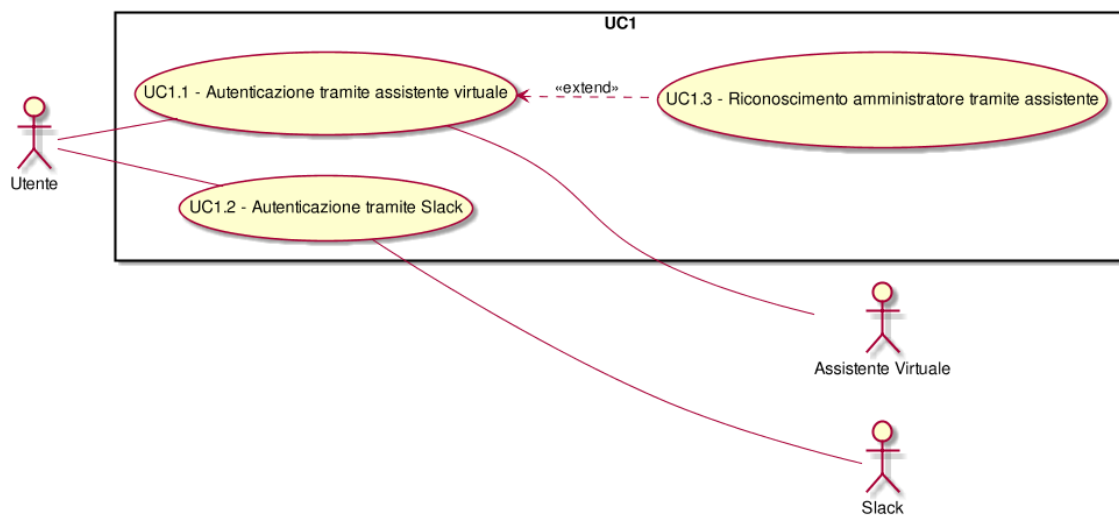 UC1
UC1.1 - Autenticazione tramite assistente virtuale
«extend»
UC1.3 - Riconoscimento amministratore tramite assistente
Utente
UC1.2 - Autenticazione tramite Slack
Assistente Virtuale
Slack